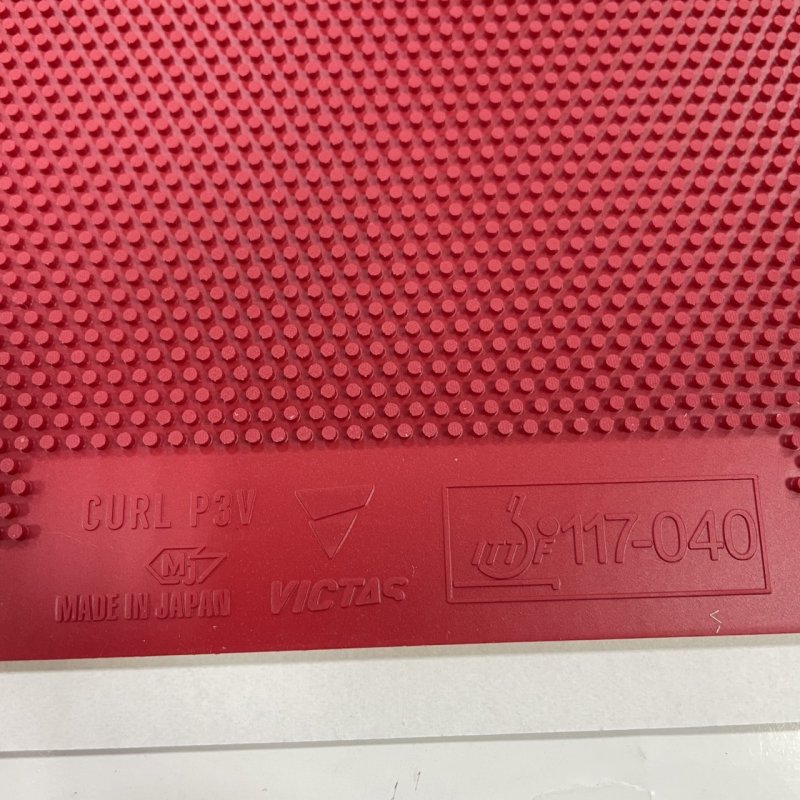 CURL P3V
MJ
MADE IN JAPAN
VICTAS
ITTF 117-040